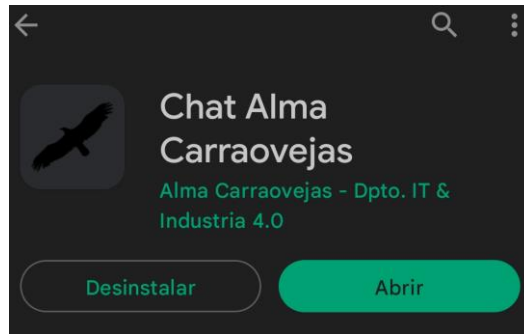 Chat Alma
Carraovejas
Alma Carraovejas - Dpto. IT &
Industria 4.0
Desinstalar
Abrir